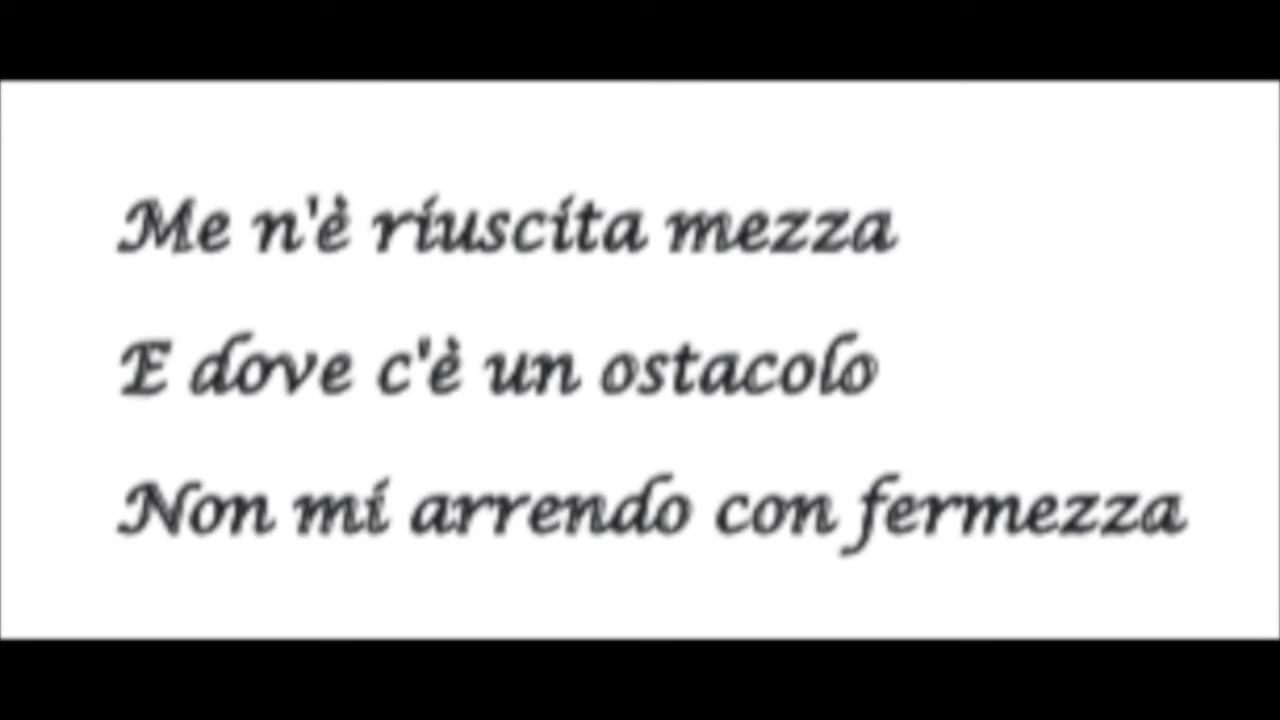 Me n'è riuscita mezza
E dove c'è un ostacolo
Non mi arrendo con fermezza